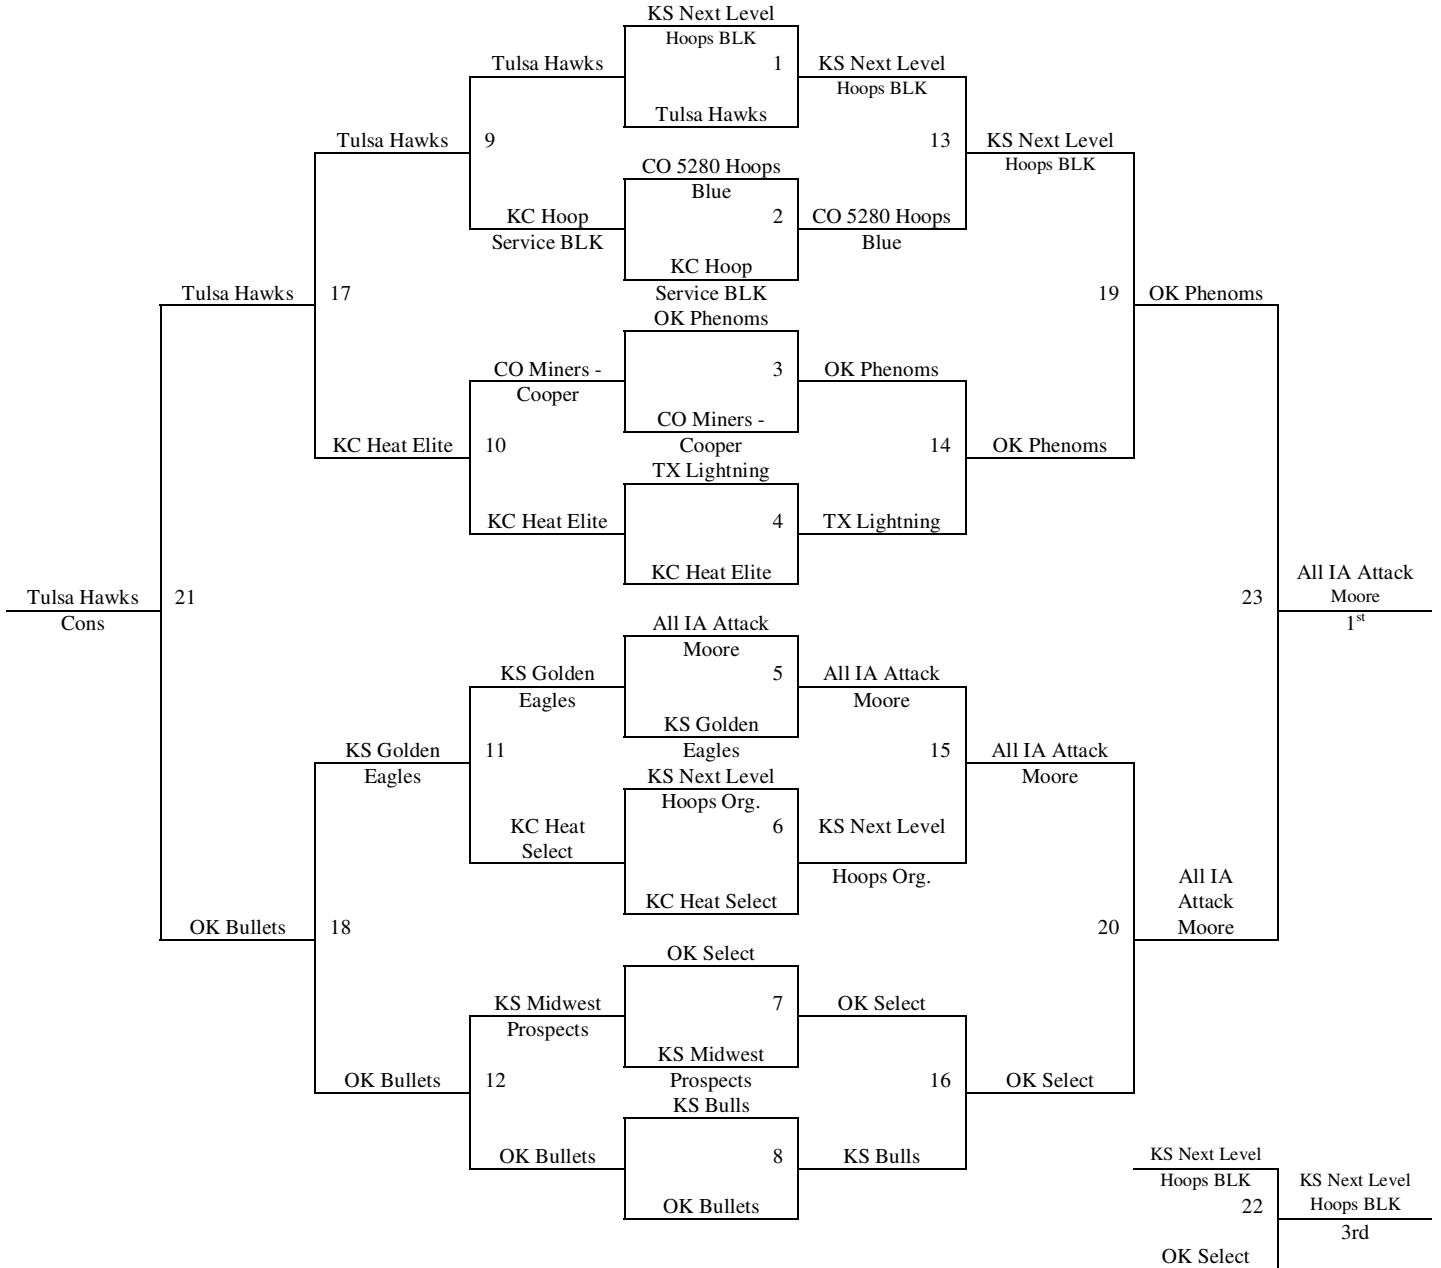 KS Next Level
Hoops BLK
Tulsa Hawks
1
KS Next Level
Hoops BLK
Tulsa Hawks
Tulsa Hawks
9
13
KS Next Level
Hoops BLK
CO 5280 Hoops
Blue
KC Hoop
Service BLK
2
CO 5280 Hoops
Blue
KC Hoop
Service BLK
Tulsa Hawks
17
19
OK Phenoms
OK Phenoms
CO Miners -
Cooper
3
OK Phenoms
CO Miners -
Cooper
KC Heat Elite
10
14
OK Phenoms
TX Lightning
KC Heat Elite
4
TX Lightning
KC Heat Elite
Tulsa Hawks
Cons
21
23
All IA Attack
Moore
1st
All IA Attack
Moore
KS Golden
Eagles
5
All IA Attack
Moore
KS Golden
Eagles
KS Golden
Eagles
11
15
All IA Attack
Moore
KS Next Level
Hoops Org.
KC Heat
Select
6
KS Next Level
Hoops Org.
KC Heat Select
OK Bullets
18
20
All IA
Attack
Moore
OK Select
KS Midwest
Prospects
7
OK Select
KS Midwest
Prospects
OK Bullets
12
16
OK Select
KS Bulls
OK Bullets
8
KS Bulls
OK Bullets
KS Next Level
Hoops BLK
22
KS Next Level
Hoops BLK
3rd
OK Select